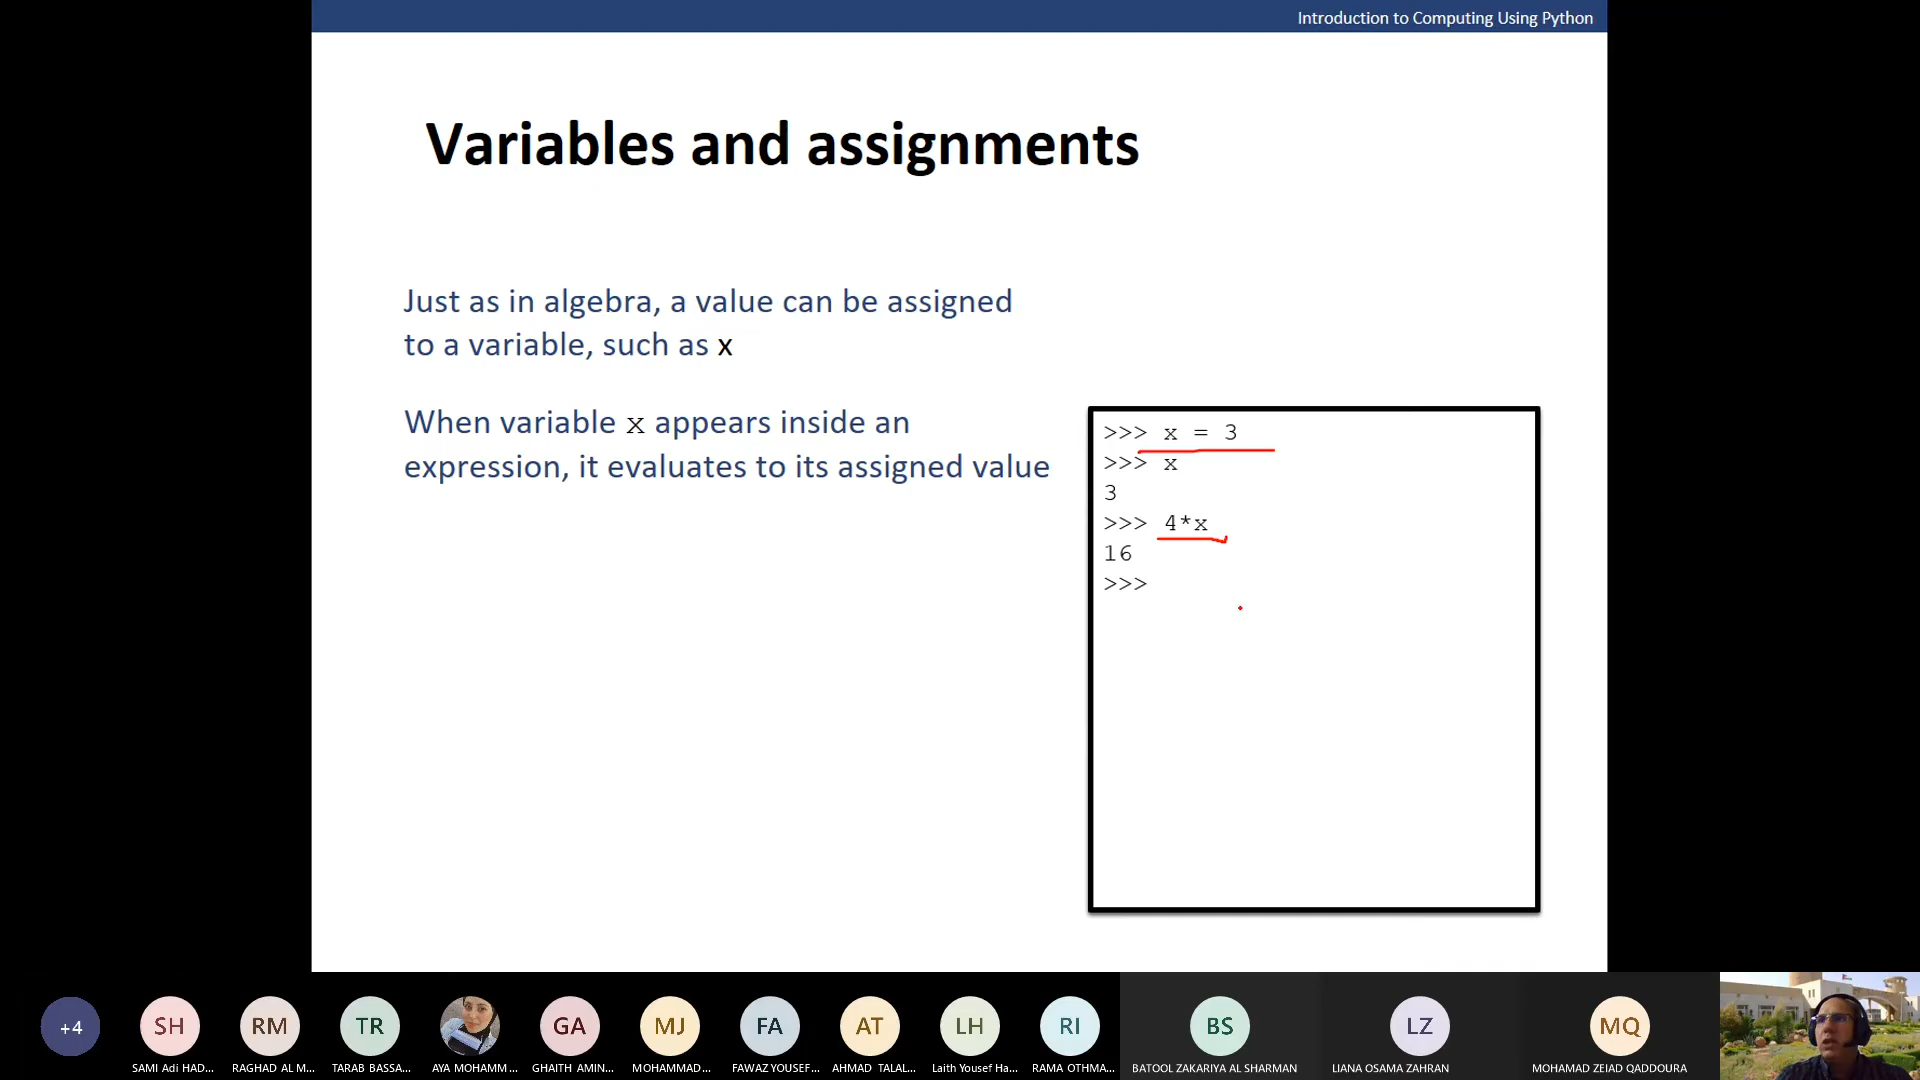 Introduction to Computing Using Python
Variables and assignments
Just as in algebra, a value can be assigned
to a variable, such as x
When variable x appears inside an
expression, it evaluates to its assigned value
>>> x = 3
>>> x
3
>>> 4*x
16
>>>
+4
SH
RM
TR
GA
MJ
FA
AT
LH
RI
BS
LZ
MQ
SAMI Adi HAD...
RAGHAD AL M...
TARAB BASSA...
AYA MOHAMM...
GHAITH AMIN...
MOHAMMAD...
FAWAZ YOUSEF...
AHMAD TALAL...
Laith Yousef Ha...
RAMA OTHMA...
BATOOL ZAKARIYA AL SHARMAN
LIANA OSAMA ZAHRAN
MOHAMAD ZEIAD QADDOURA